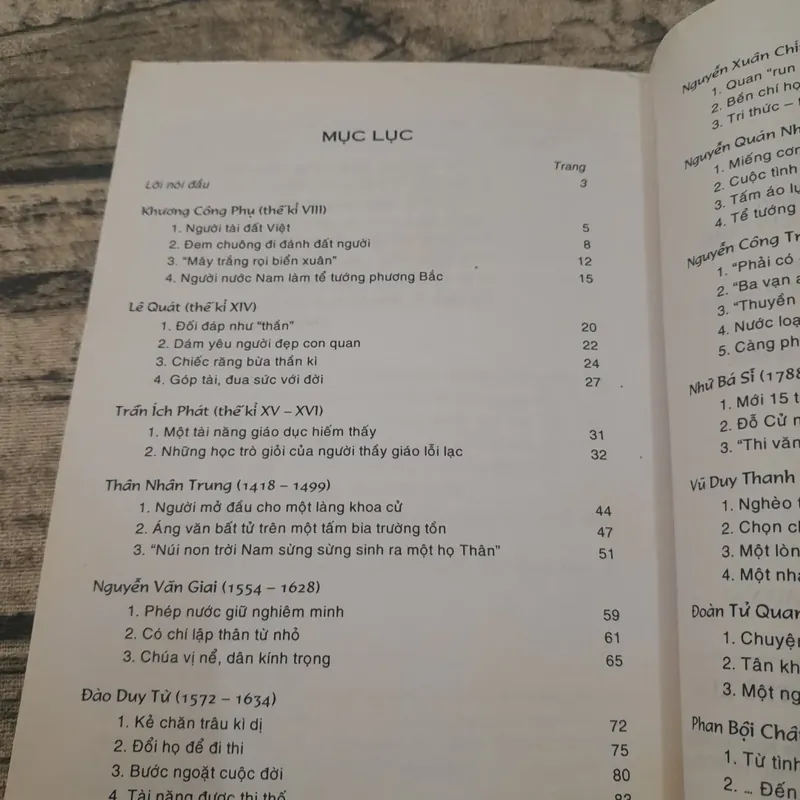 MỤC LỤC
Trang
Lời nói đầu 3
Khương Công Phụ (thế kỉ VIII)
1. Người tài đất Việt 5
2. Đem chuông đi đánh đất người 8
3. "Mây trắng rọi biển xuân" 12
4. Người nước Nam làm tể tướng phương Bắc 15
Lê Quát (thế kỉ XIV)
1. Đối đáp như "thần" 20
2. Dám yêu người đẹp con quan 22
3. Chiếc răng bừa thần kì 24
4. Góp tài, đua sức với đời 27
Trần Ích Phát (thế kỉ XV – XVI)
1. Một tài năng giáo dục hiếm thấy 31
2. Những học trò giỏi của người thầy giáo lỗi lạc 32
Thân Nhân Trung (1418 – 1499)
1. Người mở đầu cho một làng khoa cử 44
2. Áng văn bất tử trên một tấm bia trường tồn 47
3. "Núi non trời Nam sừng sừng sinh ra một họ Thân" 51
Nguyễn Văn Giai (1554 – 1628)
1. Phép nước giữ nghiêm minh 59
2. Có chí lập thân từ nhỏ 61
3. Chúa vị nể, dân kính trọng 65
Đào Duy Từ (1572 – 1634)
1. Kẻ chăn trâu kì dị 72
2. Đổi họ để đi thi 75
3. Bước ngoặt cuộc đời 80
4. Tài năng được thi thố
Nguyễn Xuân
1. Quan "run
2. Bền chí
3. Tri thức –
Nguyễn Quán
1. Miếng
2. Cuộc tình
3. Tấm áo
4. Tể tướng
Nguyễn Công
1. "Phải có
2. "Ba vạn
3. "Thuyền
4. Nước
5. Càng
Nhữ Bá Sĩ (1788
1. Mới 15
2. Đỗ Cử
3. "Thi văn
Vũ Duy Thanh
1. Nghèo
2. Chọn
3. Một
4. Một
Đoàn Tử
1. Chuyện
2. Tân
3. Một
Phan Bội
1. Từ tình
2. ... Đến